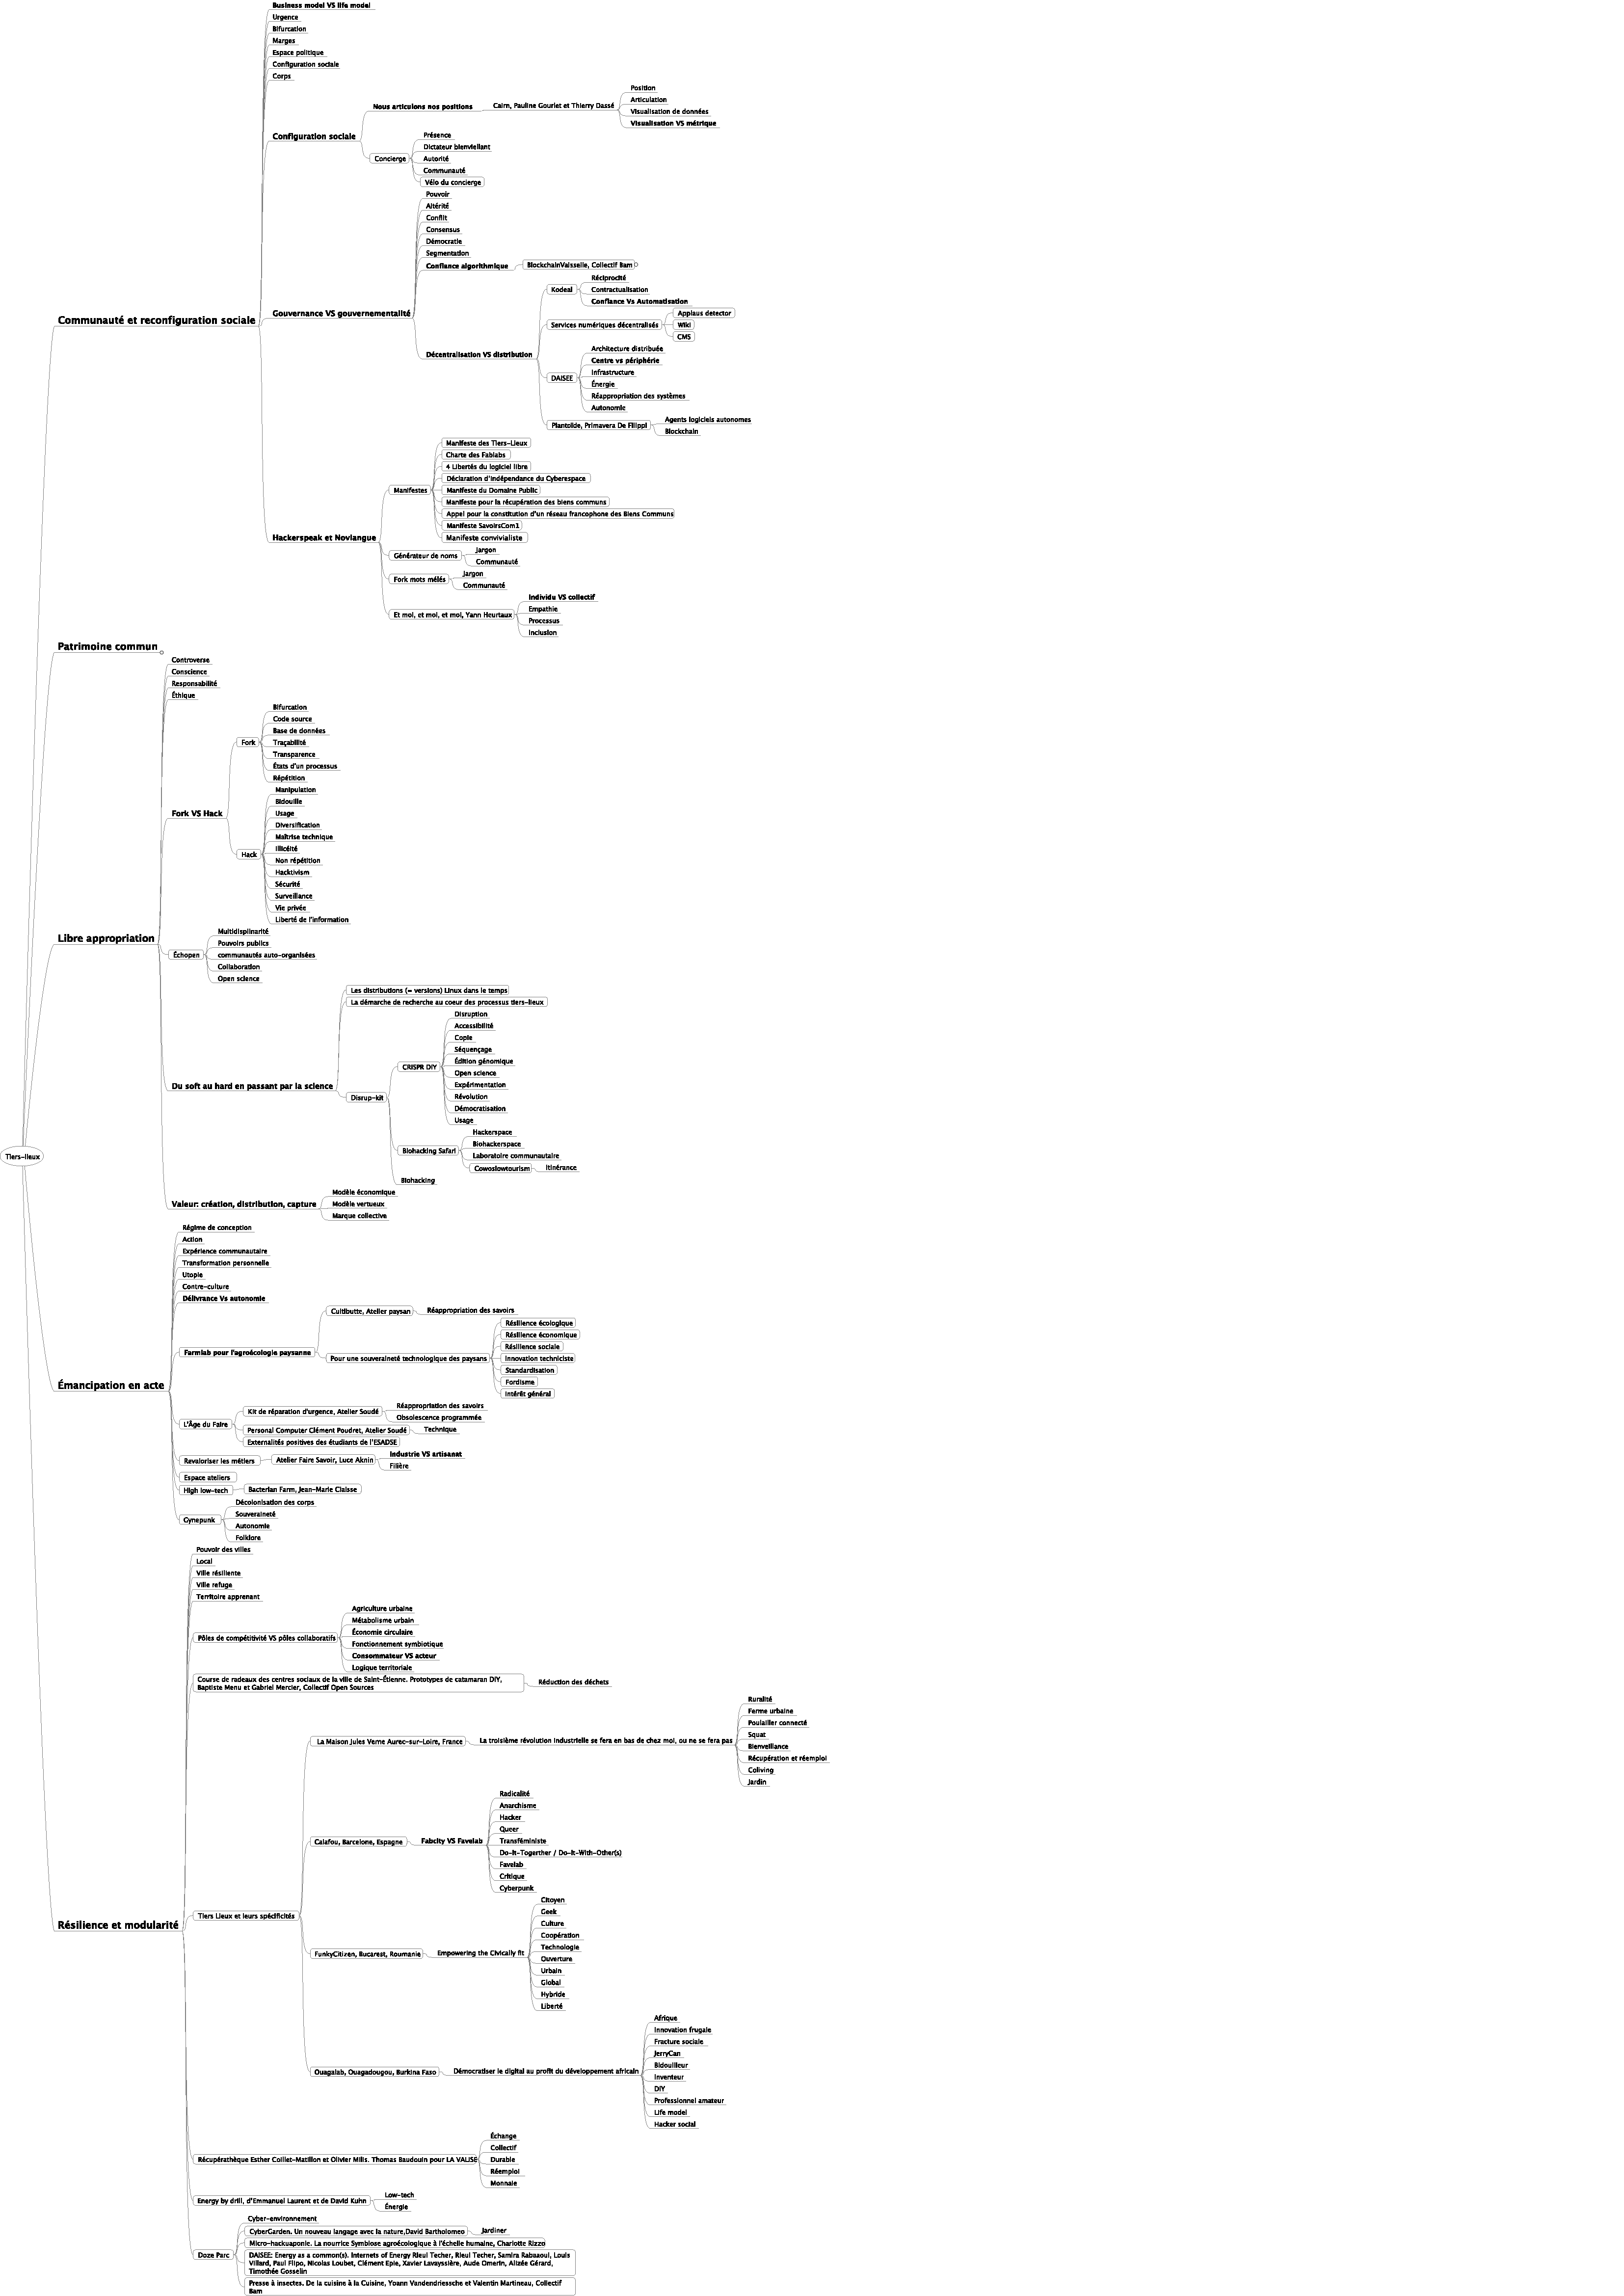 Business model VS life model
Urgence
Bifurcation
Marges
Espace politique
Configuration sociale
Corps
Configuration sociale
Nous articulons nos positions
Cairn, Pauline Gourlet et Thierry Dassé
Position
Articulation
Visualisation de données
Visualisation VS métrique
Concierge
Présence
Dictateur bienviellant
Autorité
Communauté
Vélo du concierge
Communauté et reconfiguration sociale
Gouvernance VS gouvernementalité
Pouvoir
Altérité
Conflit
Consensus
Démocratie
Segmentation
Confiance algorithmique
BlockchainVaisselle, Collectif Bam
Décentralisation VS distribution
Kodeal
Réciprocité
Contractualisation
Confiance Vs Automatisation
Services numériques décentralisés
Applaus detector
Wiki
CMS
DAISEE
Architecture distribuée
Centre vs périphérie
Infrastructure
Énergie
Réappropriation des systèmes
Autonomie
Plantoïde, Primavera De Filippi
Agents logiciels autonomes
Blockchain
Hackerspeak et Novlangue
Manifestes
Manifeste des Tiers-Lieux
Charte des Fablabs
4 Libertés du logiciel libre
Déclaration d'indépendance du Cyberespace
Manifeste du Domaine Public
Manifeste pour la récupération des biens communs
Appel pour la constitution d'un réseau francophone des Biens Communs
Manifeste SavoirsCom1
Manifeste convivialiste
Générateur de noms
Jargon
Communauté
Fork mots mélés
Jargon
Communauté
Et moi, et moi, et moi, Yann Heurtaux
Individu VS collectif
Empathie
Processus
Inclusion
Patrimoine commun
Libre appropriation
Controverse
Conscience
Responsabilité
Éthique
Fork VS Hack
Fork
Bifurcation
Code source
Base de données
Traçabilité
Transparence
États d'un processus
Répétition
Hack
Manipulation
Bidouille
Usage
Diversification
Maîtrise technique
Illicéité
Non répétition
Hacktivism
Sécurité
Surveillance
Vie privée
Liberté de l'information
Échopen
Multidisplinarité
Pouvoirs publics
communautés auto-organisées
Collaboration
Open science
Du soft au hard en passant par la science
Les distributions (= versions) Linux dans le temps
La démarche de recherche au coeur des processus tiers-lieux
Disrup-kit
CRISPR DIY
Disruption
Accessibilité
Copie
Séquençage
Édition génomique
Open science
Expérimentation
Révolution
Démocratisation
Usage
Biohacking Safari
Hackerspace
Biohackerspace
Laboratoire communautaire
Cowoslowtourism
Itinérance
Biohacking
Tiers-lieux
Valeur: création, distribution, capture
Modèle économique
Modèle vertueux
Marque collective
Émancipation en acte
Régime de conception
Action
Expérience communautaire
Transformation personnelle
Utopie
Contre-culture
Délivrance Vs autonomie
Farmlab pour l'agroécologie paysanne
Cultibutte, Atelier paysan
Réappropriation des savoirs
Pour une souveraineté technologique des paysans
Résilience écologique
Résilience économique
Résilience sociale
Innovation techniciste
Standardisation
Fordisme
Intérêt général
L'Âge du Faire
Kit de réparation d'urgence, Atelier Soudé
Réappropriation des savoirs
Obsolescence programmée
Personal Computer Clément Poudret, Atelier Soudé
Technique
Externalités positives des étudiants de l'ESADSE
Revaloriser les métiers
Atelier Faire Savoir, Luce Aknin
Industrie VS artisanat
Filière
Espace ateliers
High low-tech
Bacterian Farm, Jean-Marie Claisse
Gynepunk
Décolonisation des corps
Souveraineté
Autonomie
Folklore
Résilience et modularité
Pouvoir des villes
Local
Ville résiliente
Ville refuge
Territoire apprenant
Pôles de compétitivité VS pôles collaboratifs
Agriculture urbaine
Métabolisme urbain
Économie circulaire
Fonctionnement symbiotique
Consommateur VS acteur
Logique territoriale
Course de radeaux des centres sociaux de la ville de Saint-Étienne. Prototypes de catamaran DIY,
Baptiste Menu et Gabriel Mercier, Collectif Open Sources
Réduction des déchets
Tiers Lieux et leurs spécificités
La Maison Jules Verne Aurec-sur-Loire, France
La troisième révolution industrielle se fera en bas de chez moi, ou ne se fera pas
Ruralité
Ferme urbaine
Poulailler connecté
Squat
Bienveillance
Récupération et réemploi
Coliving
Jardin
Calafou, Barcelone, Espagne
Fabcity VS Favelab
Radicalité
Anarchisme
Hacker
Queer
Transféministe
Do-It-Togerther / Do-It-With-Other(s)
Favelab
Critique
Cyberpunk
FunkyCitizen, Bucarest, Roumanie
Empowering the Civically fit
Citoyen
Geek
Culture
Coopération
Technologie
Ouverture
Urbain
Global
Hybride
Liberté
Ouagalab, Ouagadougou, Burkina Faso
Démocratiser le digital au profit du développement africain
Afrique
Innovation frugale
Fracture sociale
JerryCan
Bidouilleur
Inventeur
DIY
Professionnel amateur
Life model
Hacker social
Récupérathèque Esther Coillet-Matillon et Olivier Milis. Thomas Baudouin pour LA VALISE
Échange
Collectif
Durable
Réemploi
Monnaie
Energy by drill, d'Emmanuel Laurent et de David Kuhn
Low-tech
Énergie
Doze Parc
Cyber-environnement
CyberGarden. Un nouveau langage avec la nature,David Bartholomeo
Jardiner
Micro-hackuaponie. La nourrice Symbiose agroécologique à l'échelle humaine, Charlotte Rizzo
DAISEE: Energy as a common(s). Internets of Energy Rieul Techer, Rieul Techer, Samira Rabaaoui, Louis
Villard, Paul Flipo, Nicolas Loubet, Clément Epie, Xavier Lavayssière, Aude Omerin, Alizée Gérard,
Timothée Gosselin
Presse à insectes. De la cuisine à la Cuisine, Yoann Vandendriessche et Valentin Martineau, Collectif
Bam